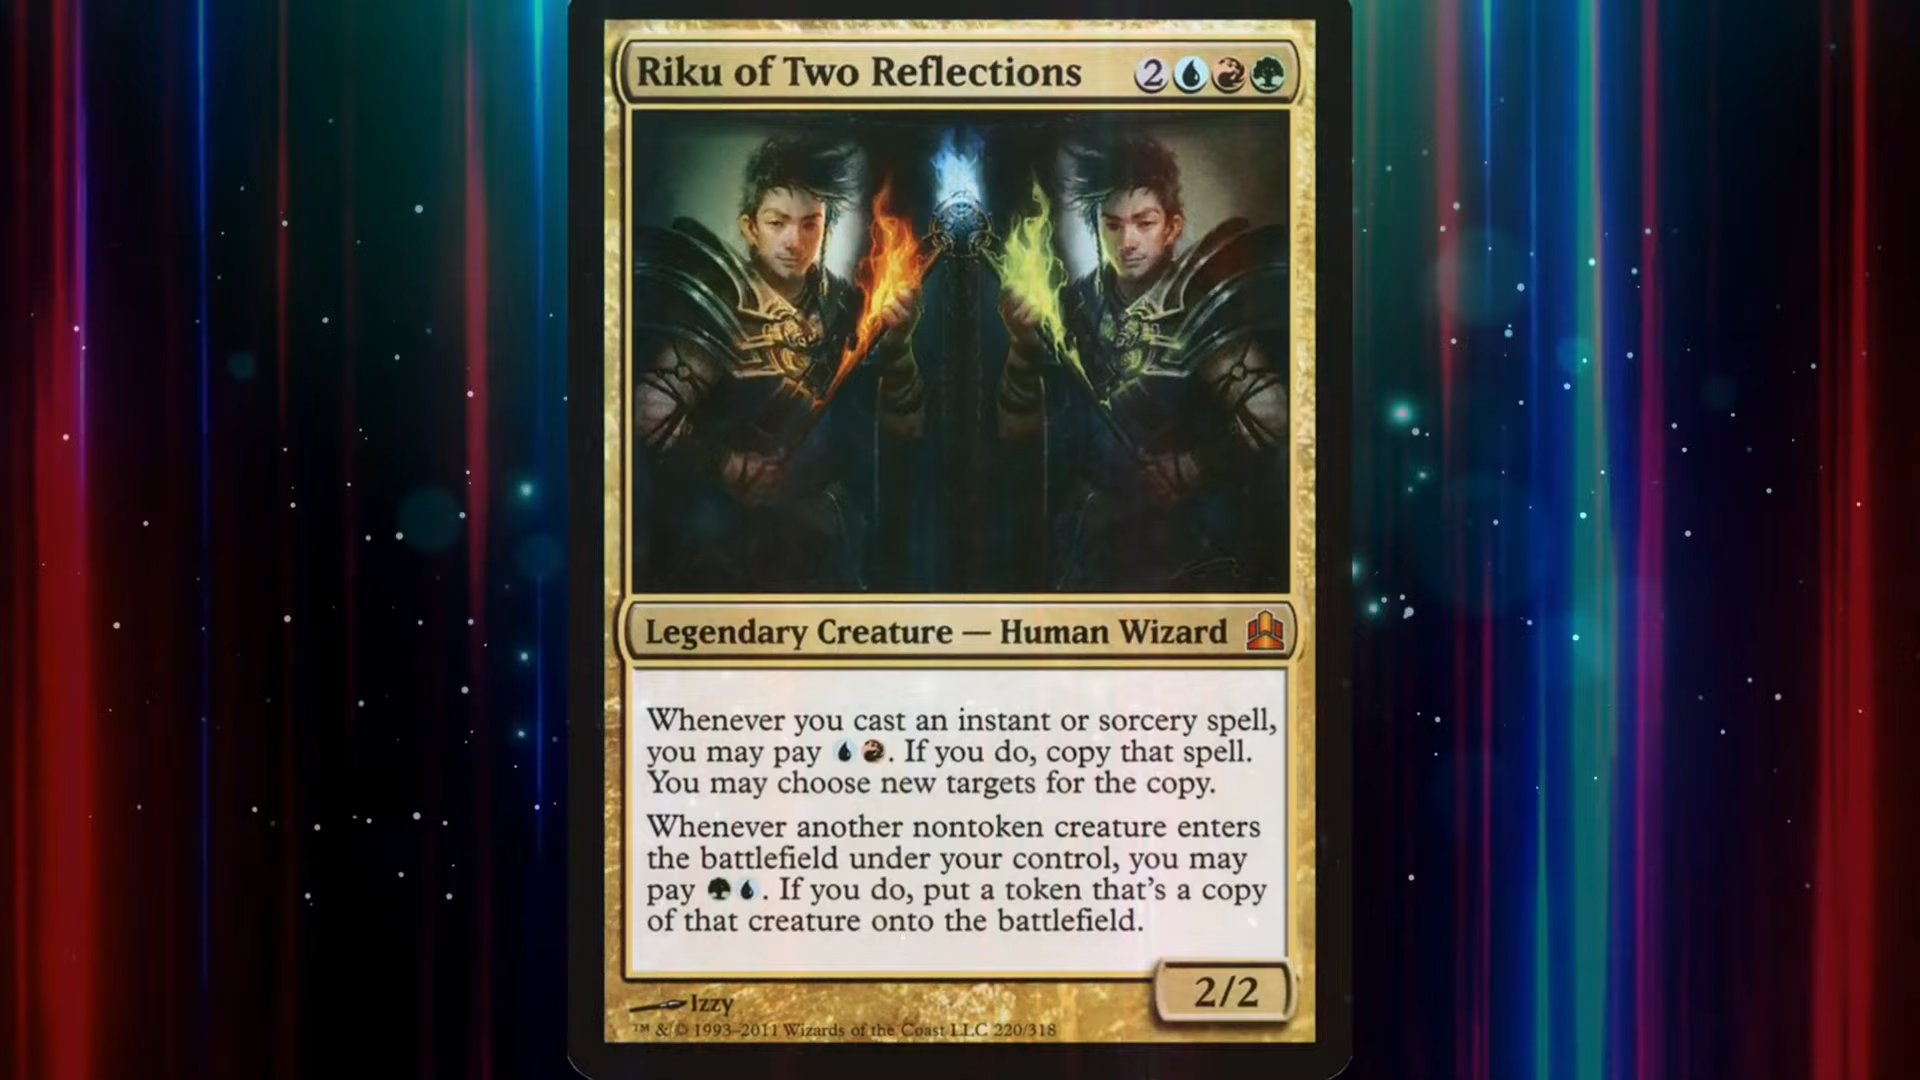 Riku of Two Reflections 2
Legendary Creature — Human Wizard
Whenever you cast an instant or sorcery spell,
you may pay . If you do, copy that spell.
You may choose new targets for the copy.
Whenever another nontoken creature enters
the battlefield under your control, you may
pay . If you do, put a token that's a copy
of that creature onto the battlefield.
2/2
Izzy
™ & © 1993–2011 Wizards of the Coast LLC 220/318